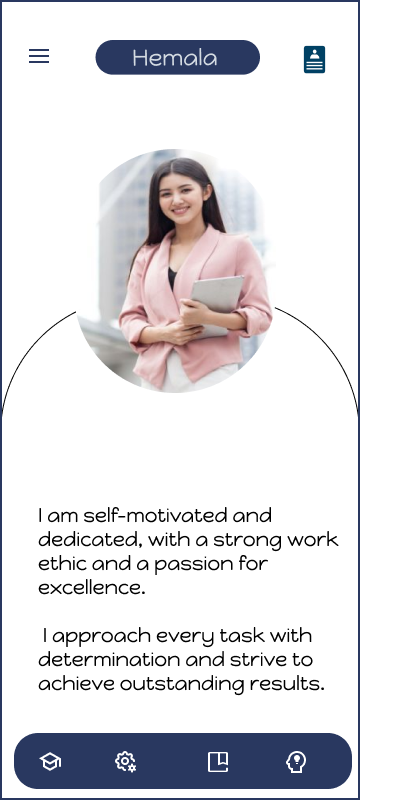 Hemala
I am self-motivated and
dedicated, with a strong work
ethic and a passion for
excellence.
I approach every task with
determination and strive to
achieve outstanding results.